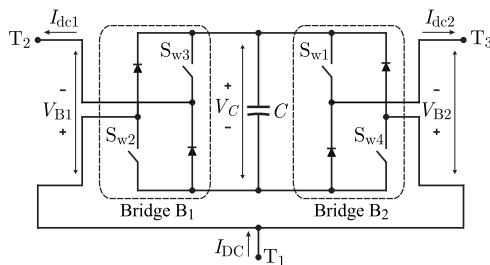 I_dc1
I_dc2
T_2
T_3
S_w3
S_w1
V_B1
V_C
C
V_B2
S_w2
S_w4
Bridge B_1
Bridge B_2
I_DC
T_1